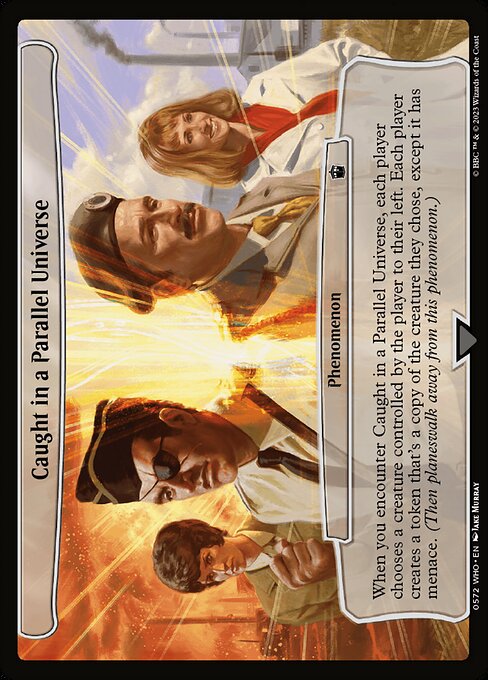 Caught in a Parallel Universe
Phenomenon
When you encounter Caught in a Parallel Universe, each player
chooses a creature controlled by the player to their left. Each player
creates a token that's a copy of the creature they chose, except it has
menace. (Then planeswalk away from this phenomenon.)
0572 WHO • EN JAKE MURRAY
© BBC™ & © 2023 Wizards of the Coast